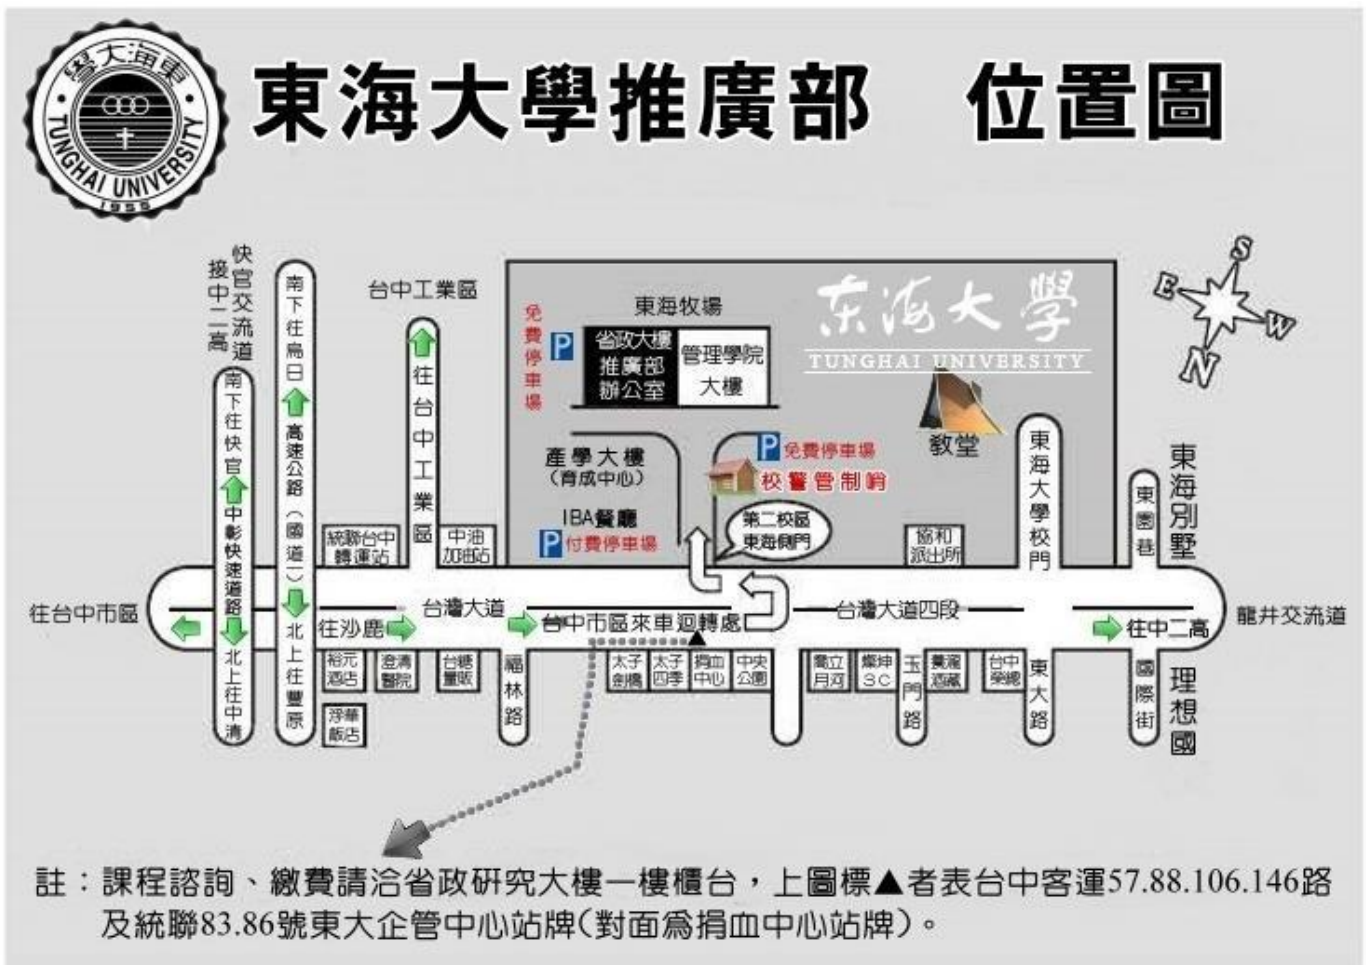 東海大學
TUNGHAI UNIVERSITY
1955
東海大學推廣部 位置圖
快官交流道
接中二高
南下往快官
中彰快速道路
北上往中清
南下往烏日
高速公路（國道一）
北上往豐原
台中工業區
往台中工業區
統聯台中
轉運站
中油
加油站
免費停車場
P
東海牧場
省政大樓
推廣部
辦公室
管理學院
大樓
东海大學
TUNGHAI UNIVERSITY
教堂
產學大樓
(育成中心)
IBA餐廳
P付費停車場
P免費停車場
校警管制哨
第二校區
東海側門
協和
派出所
東海大學校門
東園巷
東海別墅
S
E
W
N
往台中市區
往沙鹿
台灣大道
台中市區來車迴轉處
台灣大道四段
往中二高
龍井交流道
裕元
酒店
澄清
醫院
台糖
量販
福林路
太子
劍橋
太子
四季
捐血
中心
中央
公園
喬立
月河
燦坤
3C
玉門路
台中
榮總
東大路
國際街
理想國
註：課程諮詢、繳費請洽省政研究大樓一樓櫃台，上圖標▲者表台中客運57.88.106.146路
及統聯83.86號東大企管中心站牌(對面為捐血中心站牌)。